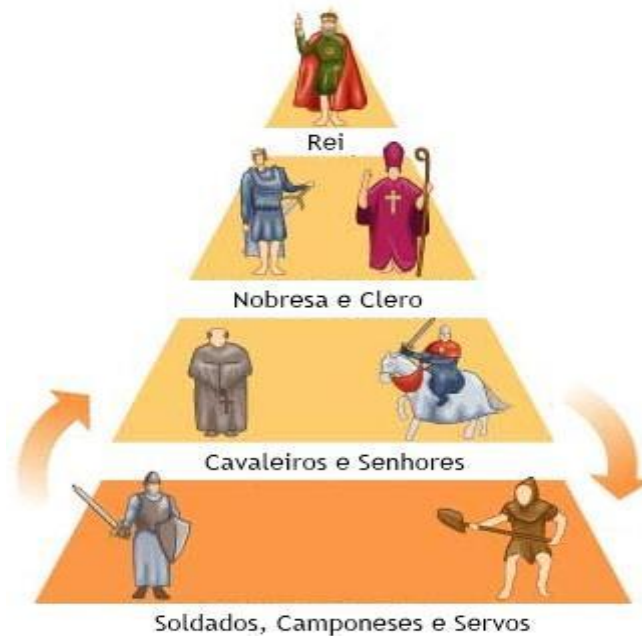 Rei
Nobresa e Clero
Cavaleiros e Senhores
Soldados, Camponeses e Servos